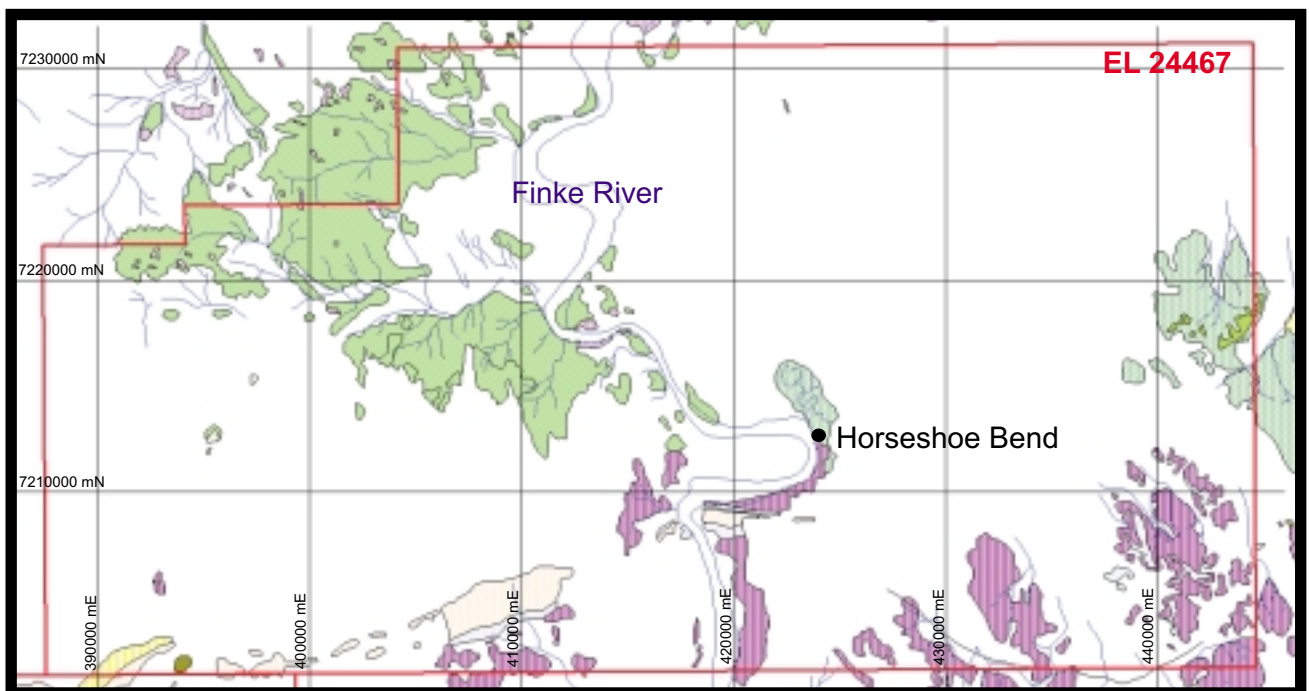 7230000 mN
EL 24467
Finke River
7220000 mN
Horseshoe Bend
7210000 mN
390000 mE
400000 mE
410000 mE
420000 mE
430000 mE
440000 mE